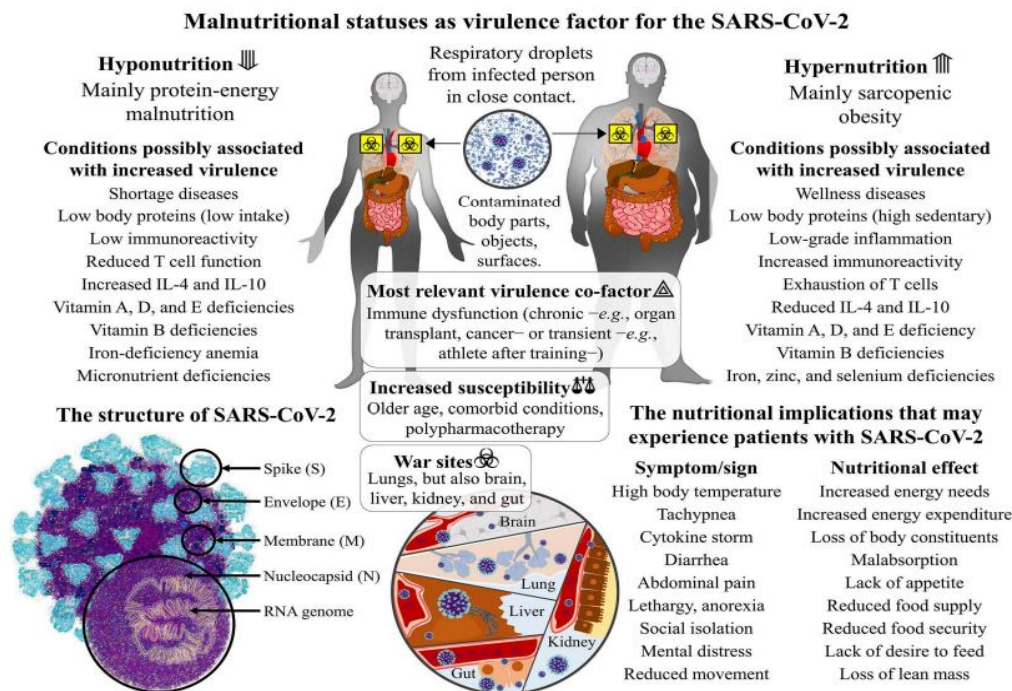 Malnutritional statuses as virulence factor for the SARS-CoV-2
Hyponutrition
Mainly protein-energy
malnutrition
Conditions possibly associated
with increased virulence
Shortage diseases
Low body proteins (low intake)
Low immunoreactivity
Reduced T cell function
Increased IL-4 and IL-10
Vitamin A, D, and E deficiencies
Vitamin B deficiencies
Iron-deficiency anemia
Micronutrient deficiencies
Respiratory droplets
from infected person
in close contact.
Contaminated
body parts,
objects,
surfaces.
Hypernutrition
Mainly sarcopenic
obesity
Conditions possibly associated
with increased virulence
Wellness diseases
Low body proteins (high sedentary)
Low-grade inflammation
Increased immunoreactivity
Exhaustion of T cells
Reduced IL-4 and IL-10
Vitamin A, D, and E deficiency
Vitamin B deficiencies
Iron, zinc, and selenium deficiencies
Most relevant virulence co-factor
Immune dysfunction (chronic −e.g., organ
transplant, cancer− or transient −e.g.,
athlete after training−)
Increased susceptibility
Older age, comorbid conditions,
polypharmacotherapy
War sites
Lungs, but also brain,
liver, kidney, and gut
Brain
Lung
Liver
Kidney
Gut
The structure of SARS-CoV-2
Spike (S)
Envelope (E)
Membrane (M)
Nucleocapsid (N)
RNA genome
The nutritional implications that may
experience patients with SARS-CoV-2
Symptom/sign Nutritional effect
High body temperature Increased energy needs
Tachypnea Increased energy expenditure
Cytokine storm Loss of body constituents
Diarrhea Malabsorption
Abdominal pain Lack of appetite
Lethargy, anorexia Reduced food supply
Social isolation Reduced food security
Mental distress Lack of desire to feed
Reduced movement Loss of lean mass